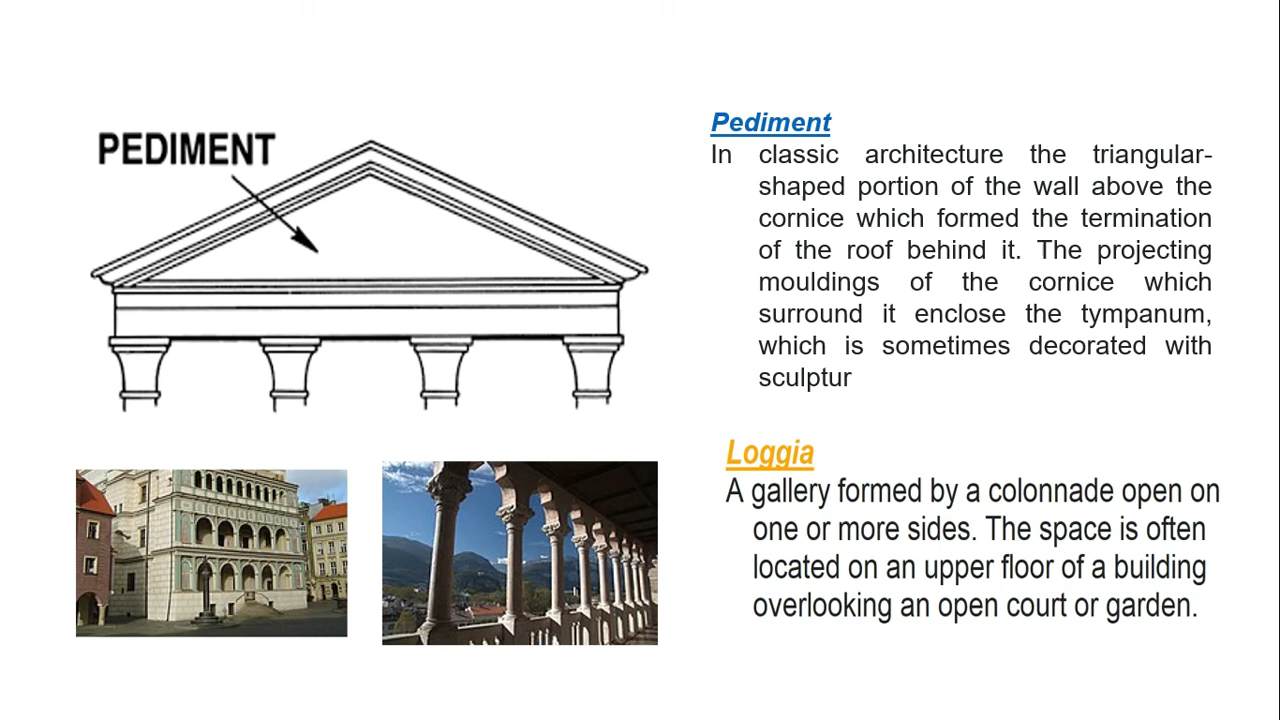 PEDIMENT
Pediment
In classic architecture the triangular-
shaped portion of the wall above the
cornice which formed the termination
of the roof behind it. The projecting
mouldings of the cornice which
surround it enclose the tympanum,
which is sometimes decorated with
sculptur
Loggia
A gallery formed by a colonnade open on
one or more sides. The space is often
located on an upper floor of a building
overlooking an open court or garden.